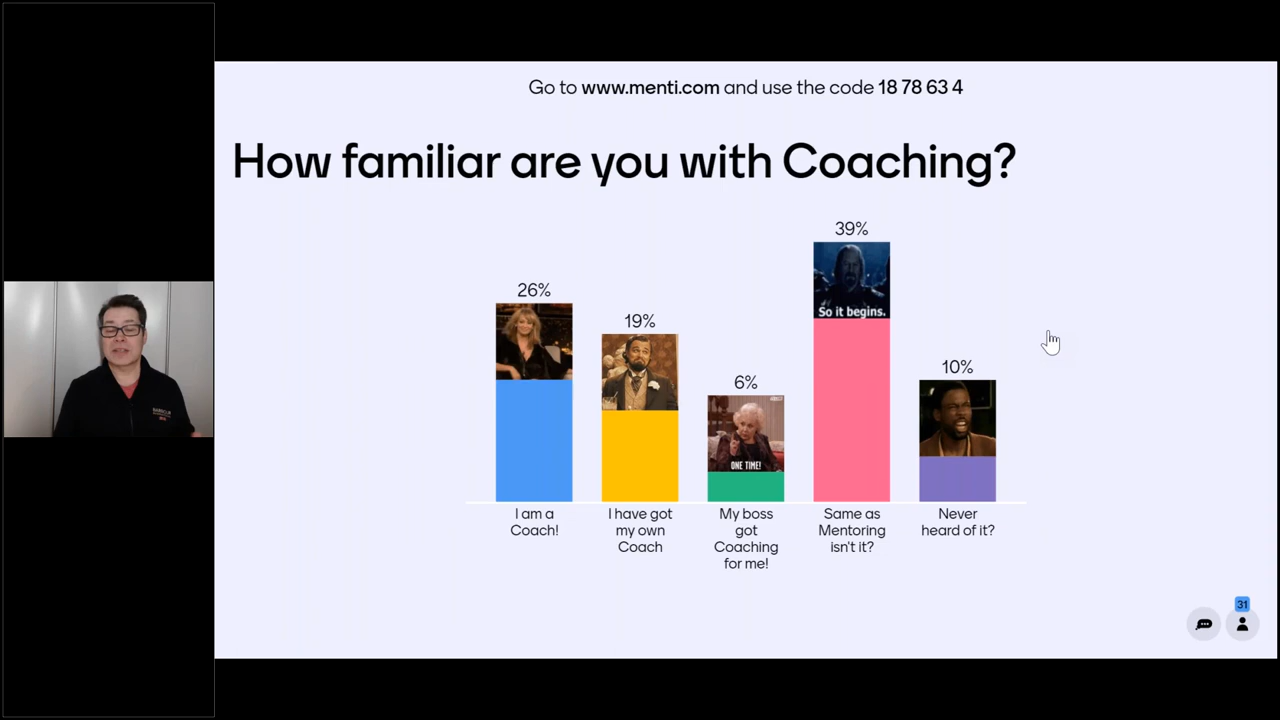 Go to www.menti.com and use the code 18 78 63 4
How familiar are you with Coaching?
39%
26%
19%
6%
10%
So it begins.
ONE TIME!
I am a
Coach!
I have got
my own
Coach
My boss
got
Coaching
for me!
Same as
Mentoring
isn't it?
Never
heard of it?
31